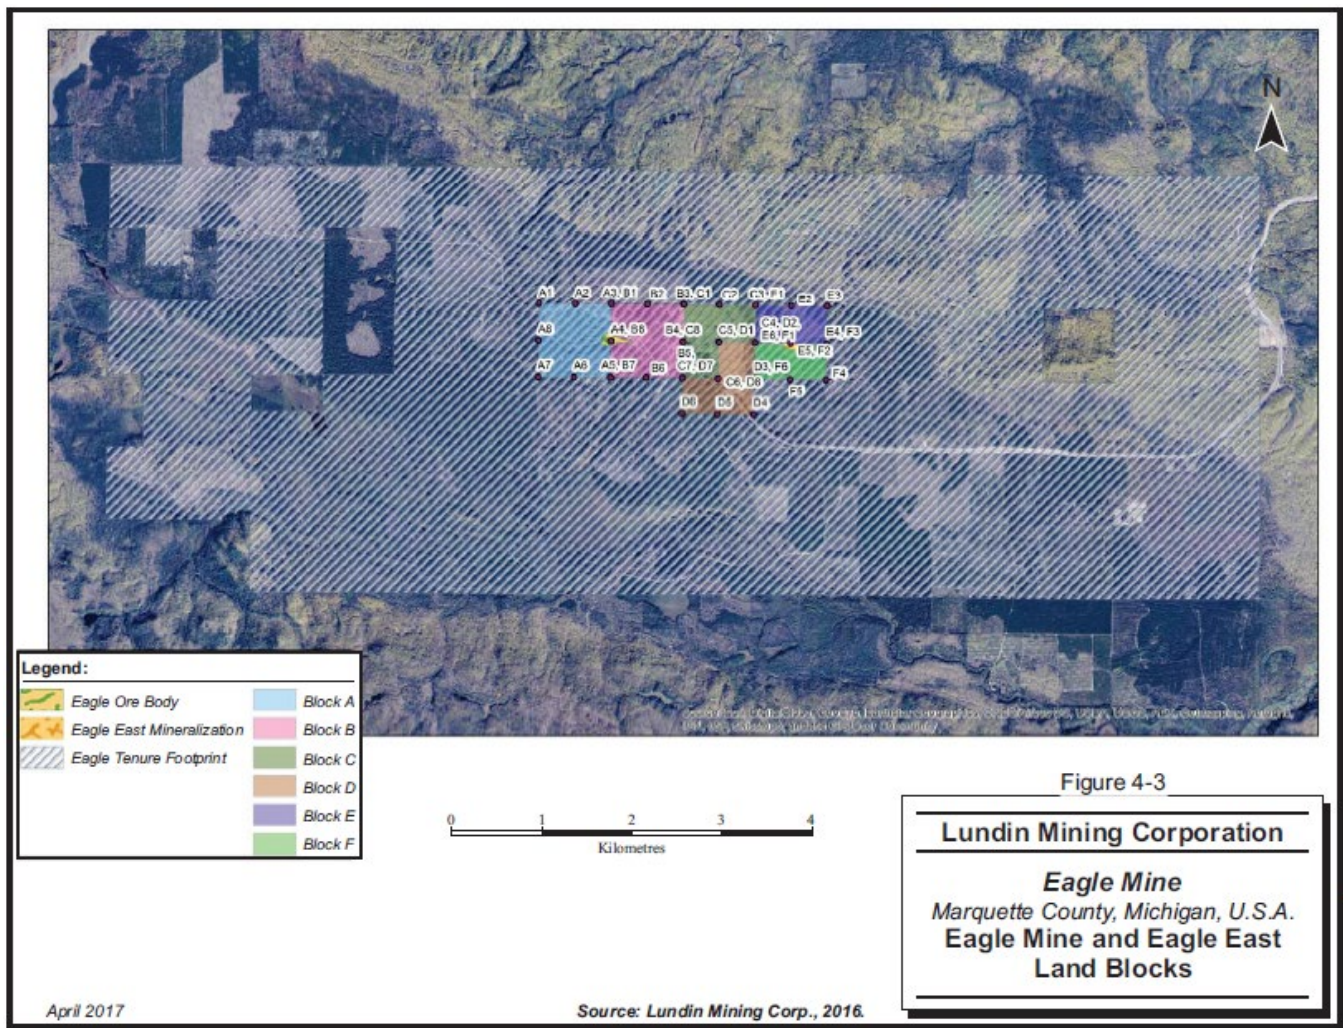 N
A1 A2 A3, B1 B2 B3, C1 C2 C3, E1 E2 E3
A8 A4, B8 B4, C8 C5, D1 C4, D2, E4, F3
E6, F1
B5, E5, F2
A7 A6 A5, B7 B6 C7, D7 D3, F6 F4
C6, D8 F5
D6 D5 D4
Legend:
Eagle Ore Body Block A
Eagle East Mineralization Block B
Eagle Tenure Footprint Block C
Block D
Block E
Block F
0 1 2 3 4
Kilometres
Figure 4-3
Lundin Mining Corporation
Eagle Mine
Marquette County, Michigan, U.S.A.
Eagle Mine and Eagle East
Land Blocks
April 2017 Source: Lundin Mining Corp., 2016.